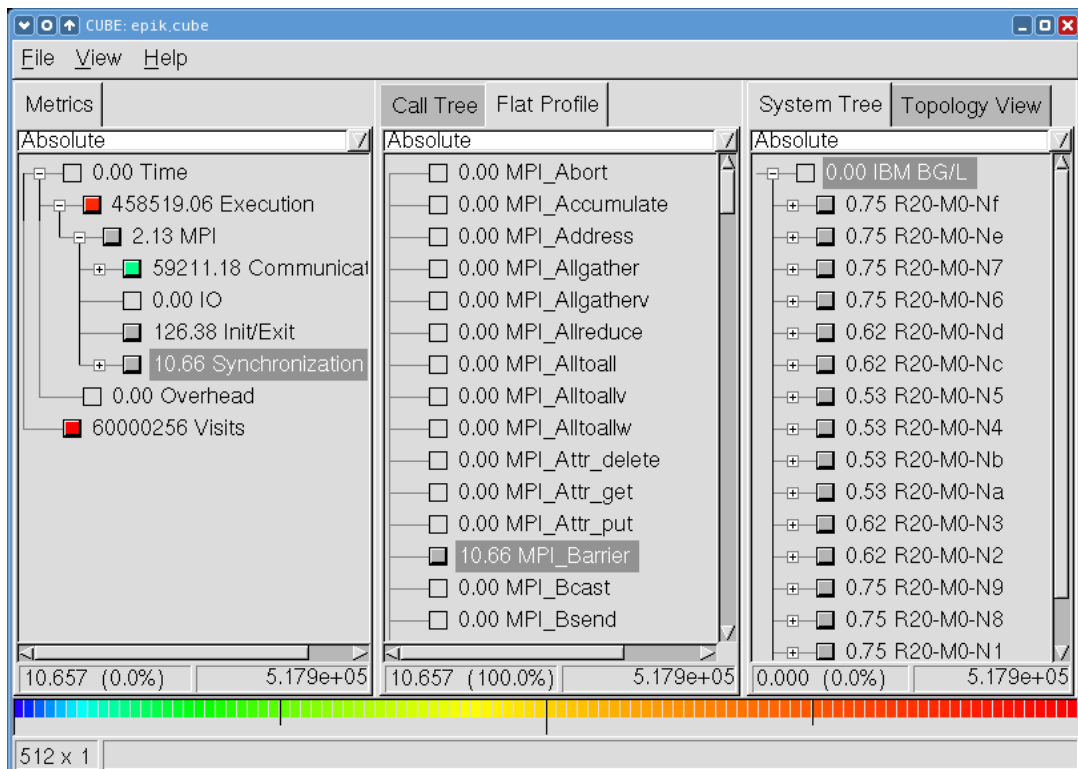 CUBE: epik.cube
File View Help
Metrics
Absolute
0.00 Time
458519.06 Execution
2.13 MPI
59211.18 Communicat
0.00 IO
126.38 Init/Exit
10.66 Synchronization
0.00 Overhead
60000256 Visits
10.657 (0.0%) 5.179e+05
Call Tree Flat Profile
Absolute
0.00 MPI_Abort
0.00 MPI_Accumulate
0.00 MPI_Address
0.00 MPI_Allgather
0.00 MPI_Allgatherv
0.00 MPI_Allreduce
0.00 MPI_Alltoall
0.00 MPI_Alltoallv
0.00 MPI_Alltoallw
0.00 MPI_Attr_delete
0.00 MPI_Attr_get
0.00 MPI_Attr_put
10.66 MPI_Barrier
0.00 MPI_Bcast
0.00 MPI_Bsend
10.657 (100.0%) 5.179e+05
System Tree Topology View
Absolute
0.00 IBM BG/L
0.75 R20-M0-Nf
0.75 R20-M0-Ne
0.75 R20-M0-N7
0.75 R20-M0-N6
0.62 R20-M0-Nd
0.62 R20-M0-Nc
0.53 R20-M0-N5
0.53 R20-M0-N4
0.53 R20-M0-Nb
0.53 R20-M0-Na
0.62 R20-M0-N3
0.62 R20-M0-N2
0.75 R20-M0-N9
0.75 R20-M0-N8
0.75 R20-M0-N1
0.000 (0.0%) 5.179e+05
512 x 1